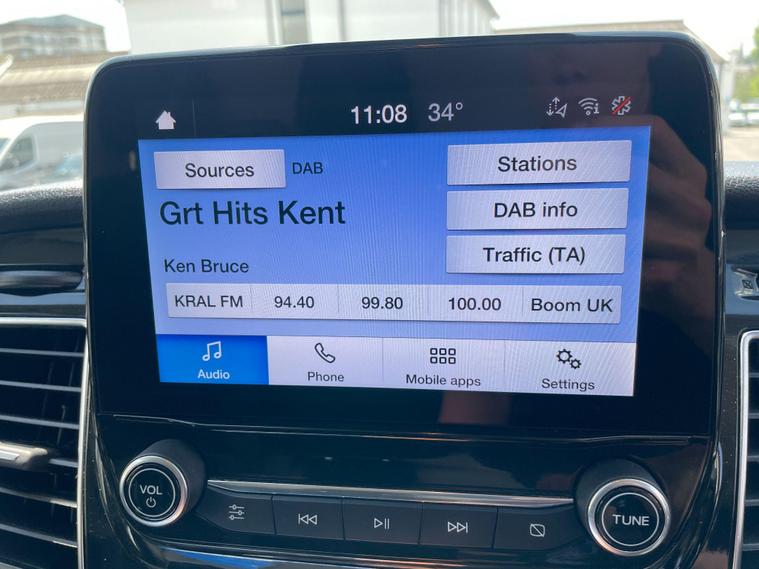 11:08 34°
Sources DAB Stations
Grt Hits Kent DAB info
Traffic (TA)
Ken Bruce
KRAL FM 94.40 99.80 100.00 Boom UK
Audio Phone Mobile apps Settings
VOL TUNE